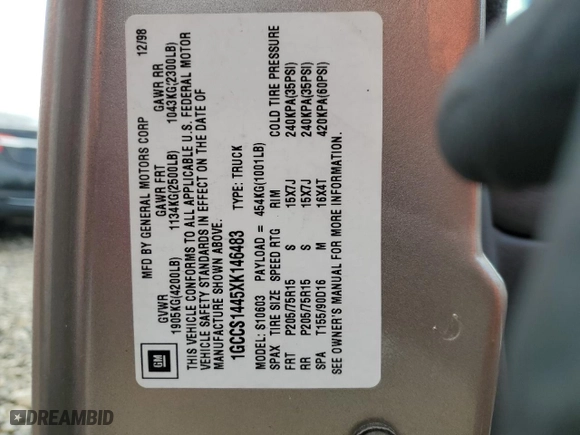 MFD BY GENERAL MOTORS CORP 12/98
GVWR GAWR FRT GAWR RR
1905KG(4200LB) 1134KG(2500LB) 1043KG(2300LB)
THIS VEHICLE CONFORMS TO ALL APPLICABLE U.S. FEDERAL MOTOR
VEHICLE SAFETY STANDARDS IN EFFECT ON THE DATE OF
MANUFACTURE SHOWN ABOVE.
1GCCS1445XK146483 TYPE: TRUCK
MODEL: S10603 PAYLOAD = 454KG(1001LB)
SPAX TIRE SIZE SPEED RTG RIM COLD TIRE PRESSURE
FRT P205/75R15 S 15X7J 240KPA(35PSI)
RR P205/75R15 S 15X7J 240KPA(35PSI)
SPA T155/90D16 M 16X4T 420KPA(60PSI)
SEE OWNER'S MANUAL FOR MORE INFORMATION.
GM
DREAMBID